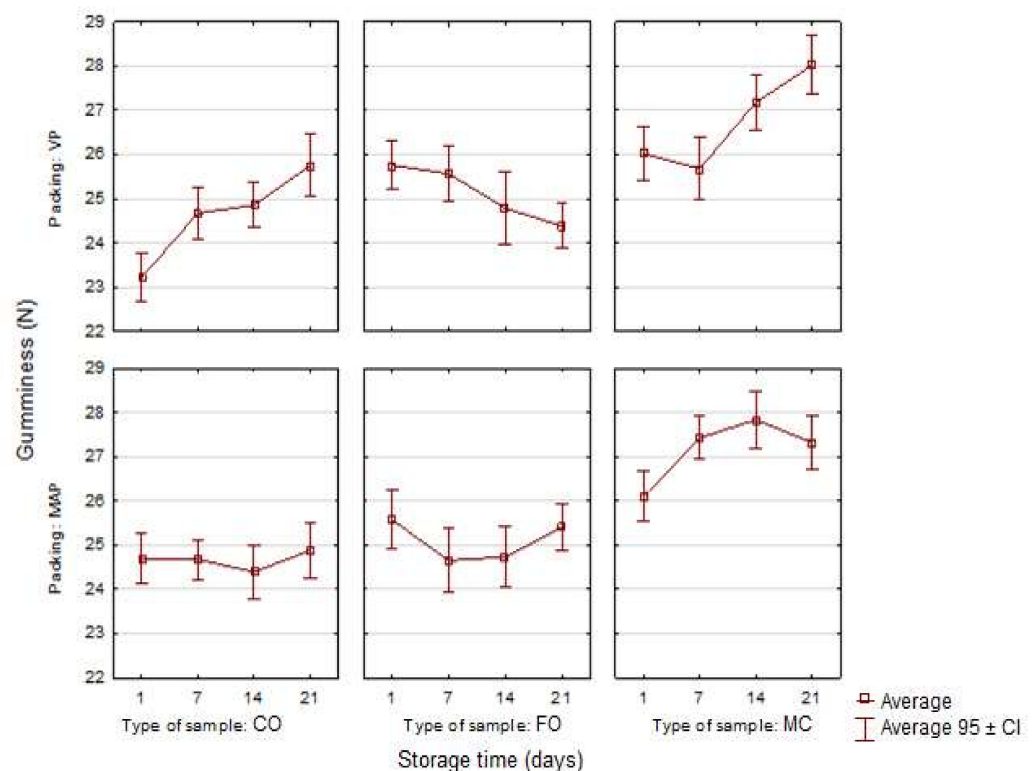 Gumminess (N)
Packing: VP
29
28
27
26
25
24
23
22
Packing: MAP
29
28
27
26
25
24
23
22
1 7 14 21
1 7 14 21
1 7 14 21
Type of sample: CO
Type of sample: FO
Type of sample: MC
Storage time (days)
Average
Average 95 ± CI